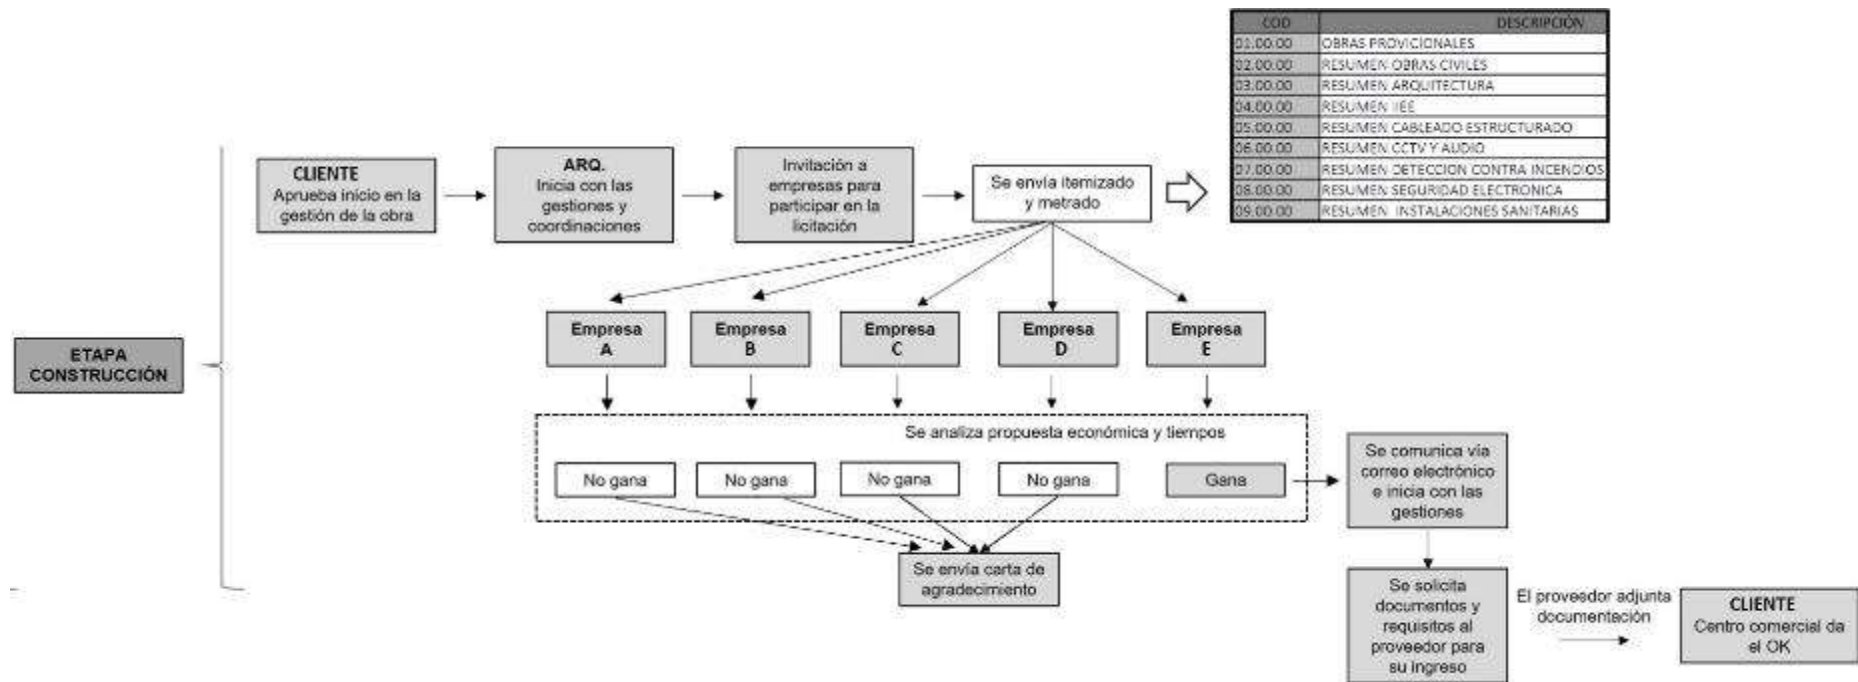 COD DESCRIPCIÓN
01.00.00 OBRAS PROVICIONALES
02.00.00 RESUMEN OBRAS CIVILES
03.00.00 RESUMEN ARQUITECTURA
04.00.00 RESUMEN IIEE
05.00.00 RESUMEN CABLEADO ESTRUCTURADO
06.00.00 RESUMEN CCTV Y AUDIO
07.00.00 RESUMEN DETECCION CONTRA INCENDIOS
08.00.00 RESUMEN SEGURIDAD ELECTRONICA
09.00.00 RESUMEN INSTALACIONES SANITARIAS
ETAPA
CONSTRUCCIÓN
CLIENTE
Aprueba inicio en la
gestión de la obra
ARQ.
Inicia con las
gestiones y
coordinaciones
Invitación a
empresas para
participar en la
licitación
Se envía itemizado
y metrado
Empresa
A
Empresa
B
Empresa
C
Empresa
D
Empresa
E
Se analiza propuesta económica y tiempos
No gana
No gana
No gana
No gana
Gana
Se envía carta de
agradecimiento
Se comunica vía
correo electrónico
e inicia con las
gestiones
Se solicita
documentos y
requisitos al
proveedor para
su ingreso
El proveedor adjunta
documentación
CLIENTE
Centro comercial da
el OK